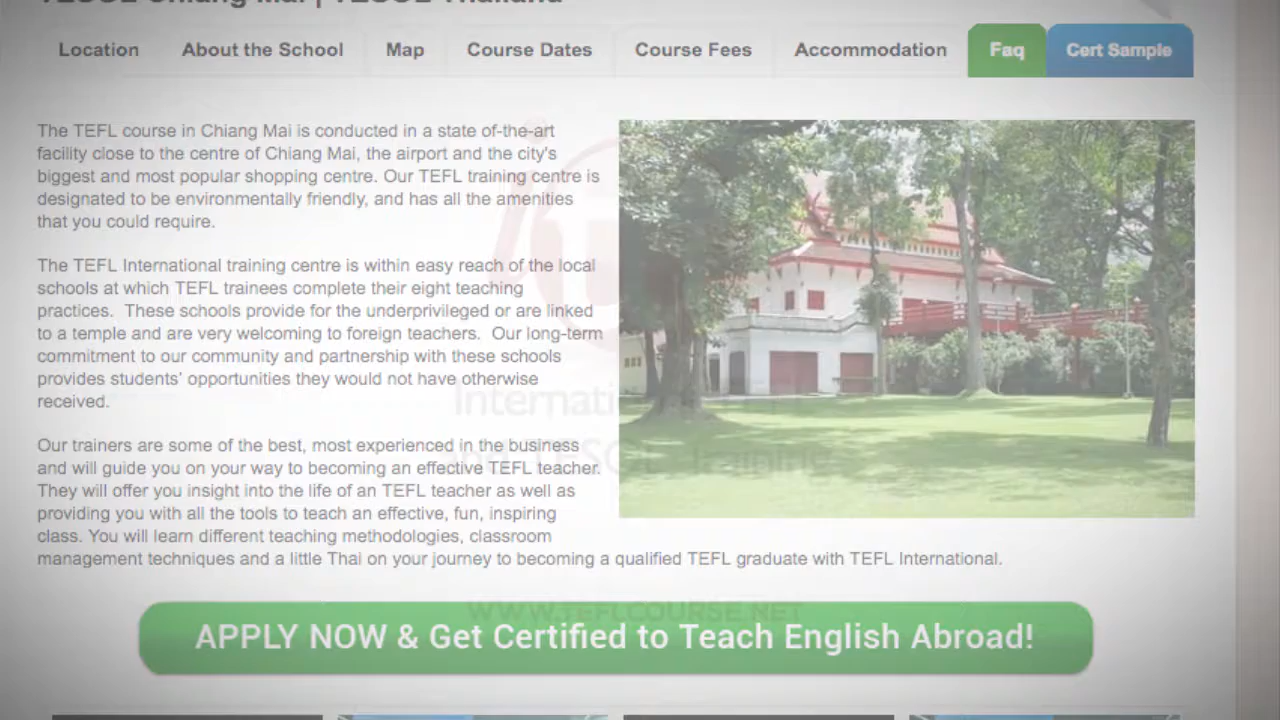 TESOL Chiang Mai | TESOL Thailand
Location
About the School
Map
Course Dates
Course Fees
Accommodation
Faq
Cert Sample
The TEFL course in Chiang Mai is conducted in a state of-the-art
facility close to the centre of Chiang Mai, the airport and the city's
biggest and most popular shopping centre. Our TEFL training centre is
designated to be environmentally friendly, and has all the amenities
that you could require.
The TEFL International training centre is within easy reach of the local
schools at which TEFL trainees complete their eight teaching
practices.  These schools provide for the underprivileged or are linked
to a temple and are very welcoming to foreign teachers.  Our long-term
commitment to our community and partnership with these schools
provides students' opportunities they would not have otherwise
received.
Our trainers are some of the best, most experienced in the business
and will guide you on your way to becoming an effective TEFL teacher.
They will offer you insight into the life of an TEFL teacher as well as
providing you with all the tools to teach an effective, fun, inspiring
class. You will learn different teaching methodologies, classroom
management techniques and a little Thai on your journey to becoming a qualified TEFL graduate with TEFL International.
WWW.TEFLCOURSE.NET
APPLY NOW & Get Certified to Teach English Abroad!